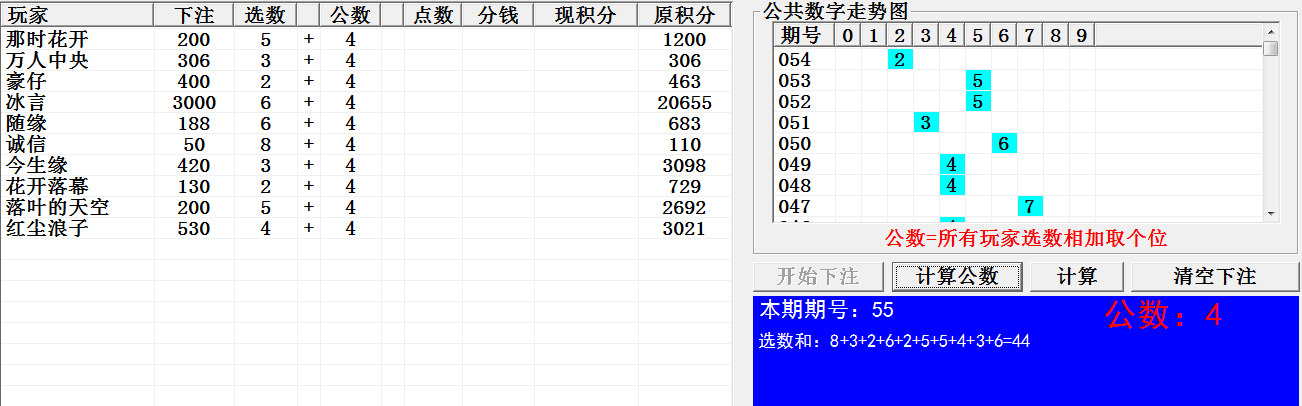 玩家 下注 选数 公数 点数 分钱 现积分 原积分
那时花开 200 5 + 4 1200
万人中央 306 3 + 4 306
豪仔 400 2 + 4 463
冰言 3000 6 + 4 20655
随缘 188 6 + 4 683
诚信 50 8 + 4 110
今生缘 420 3 + 4 3098
花开落幕 130 2 + 4 729
落叶的天空 200 5 + 4 2692
红尘浪子 530 4 + 4 3021
公共数字走势图
期号 0 1 2 3 4 5 6 7 8 9
054 2
053 5
052 5
051 3
050 6
049 4
048 4
047 7
公数=所有玩家选数相加取个位
开始下注 计算公数 计算 清空下注
本期期号：55 公数：4
选数和：8+3+2+6+2+5+5+4+3+6=44